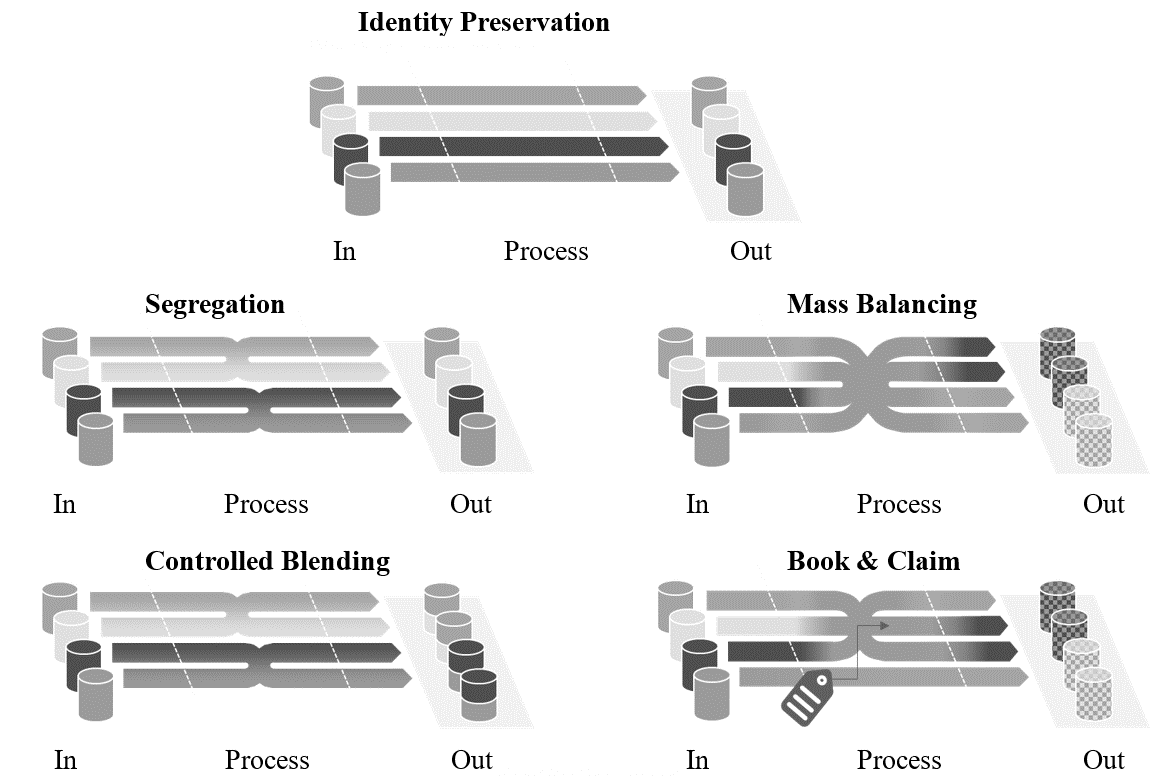 Identity Preservation
In Process Out
Segregation
In Process Out
Mass Balancing
In Process Out
Controlled Blending
In Process Out
Book & Claim
In Process Out